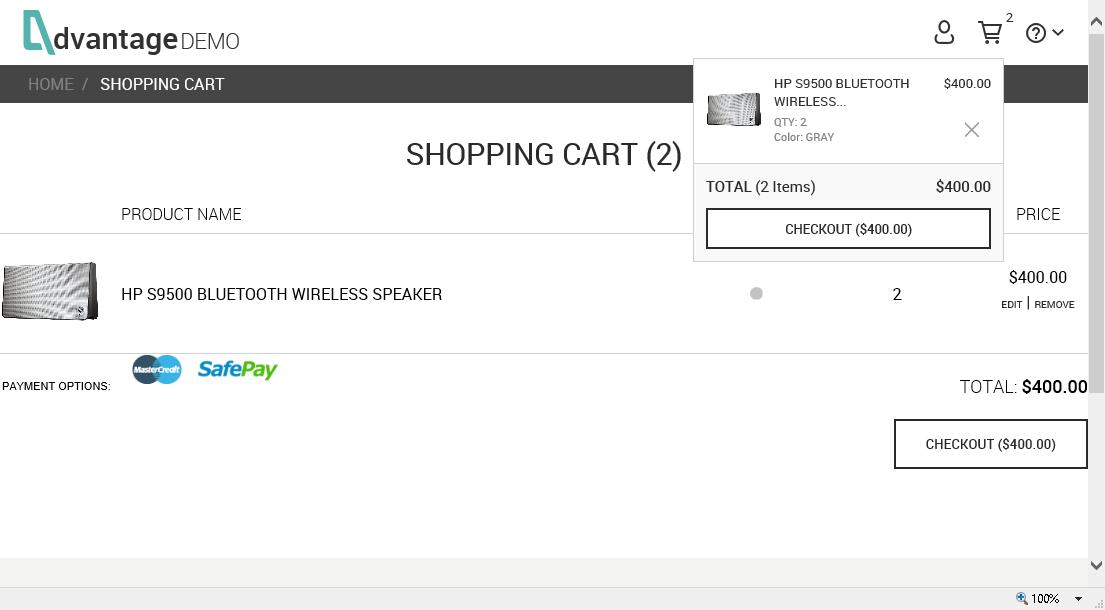 dvantage DEMO
2
HOME / SHOPPING CART
HP S9500 BLUETOOTH $400.00
WIRELESS...
QTY: 2
Color: GRAY
TOTAL (2 Items) $400.00
CHECKOUT ($400.00)
SHOPPING CART (2)
PRODUCT NAME PRICE
HP S9500 BLUETOOTH WIRELESS SPEAKER 2 $400.00
EDIT | REMOVE
MasterCredit SafePay
PAYMENT OPTIONS: TOTAL: $400.00
CHECKOUT ($400.00)
100%